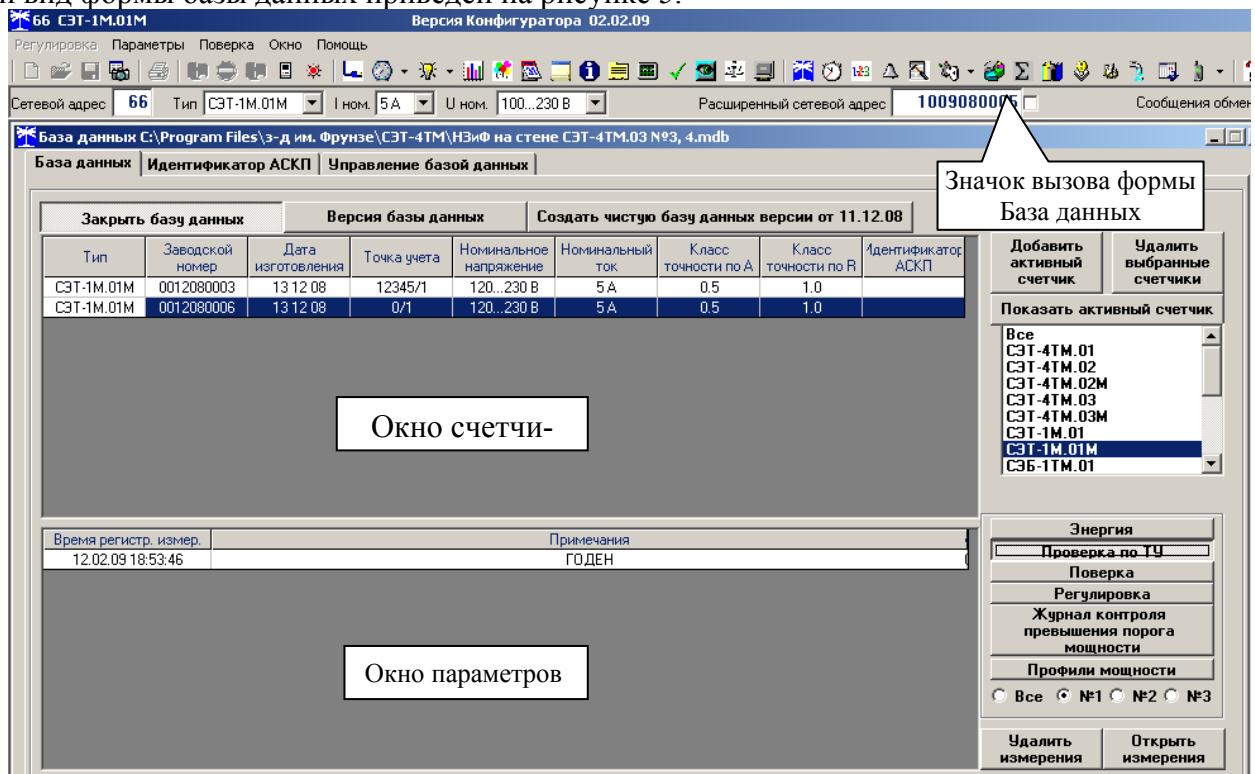 вид формы базы данных приведен на рисунке 5.
66 СЭТ-1М.01М Версия Конфигуратора 02.02.09
Регулировка Параметры Поверка Окно Помощь
Сетевой адрес 66 Тип СЭТ-1М.01М I ном. 5 А U ном. 100...230 В Расширенный сетевой адрес Сообщения обмен
База данных C:\Program Files\з-д им. Фрунзе\СЭТ-4ТМ\НЗиФ на стене СЭТ-4ТМ.03 №3, 4.mdb
База данных Идентификатор АСКП Управление базой данных
Значок вызова формы
База данных
Закрыть базу данных Версия базы данных Создать чистую базу данных версии от 11.12.08
Тип Заводской номер Дата изготовления Точка учета Номинальное напряжение Номинальный ток Класс точности по А Класс точности по R Идентификатор АСКП
СЭТ-1М.01М 0012080003 13 12 08 12345/1 120...230 В 5 А 0.5 1.0
СЭТ-1М.01М 0012080006 13 12 08 0/1 120...230 В 5 А 0.5 1.0
Добавить активный счетчик
Удалить выбранные счетчики
Показать активный счетчик
Все
СЭТ-4ТМ.01
СЭТ-4ТМ.02
СЭТ-4ТМ.02М
СЭТ-4ТМ.03
СЭТ-4ТМ.03М
СЭТ-1М.01
СЭТ-1М.01М
СЭБ-1ТМ.01
Окно счетчи-
Время регистр. измер. Примечания
12.02.09 18:53:46 ГОДЕН
Окно параметров
Энергия
Проверка по ТУ
Поверка
Регулировка
Журнал контроля
превышения порога
мощности
Профили мощности
Все №1 №2 №3
Удалить измерения
Открыть измерения